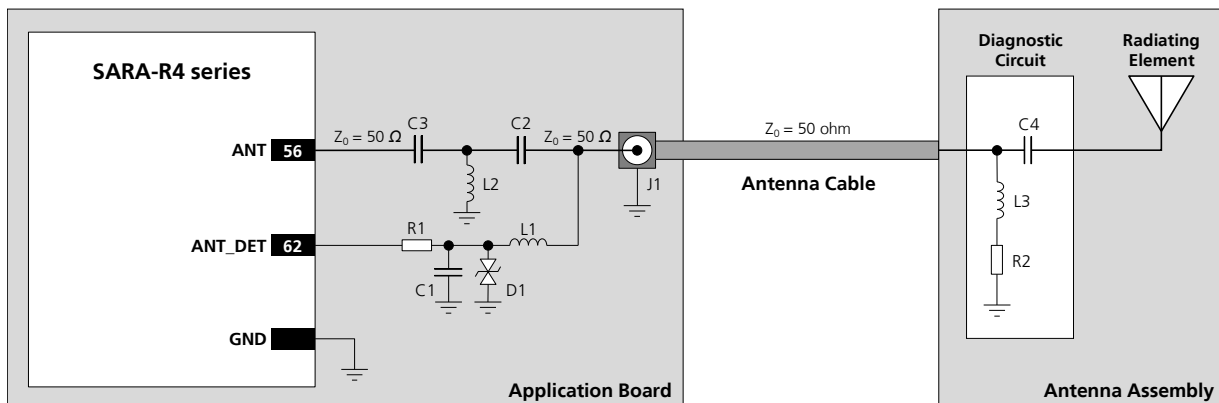 Diagnostic
Circuit
Radiating
Element
SARA-R4 series
ANT
56
Z0 = 50 Ω
C3
C2
Z0 = 50 Ω
Z0 = 50 ohm
C4
L2
J1
Antenna Cable
L3
ANT_DET
62
R1
L1
R2
C1
D1
GND
Application Board
Antenna Assembly